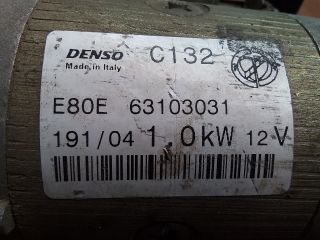 DENSO C132
Made in Italy
E80E 63103031
191/04 1.0kW 12V